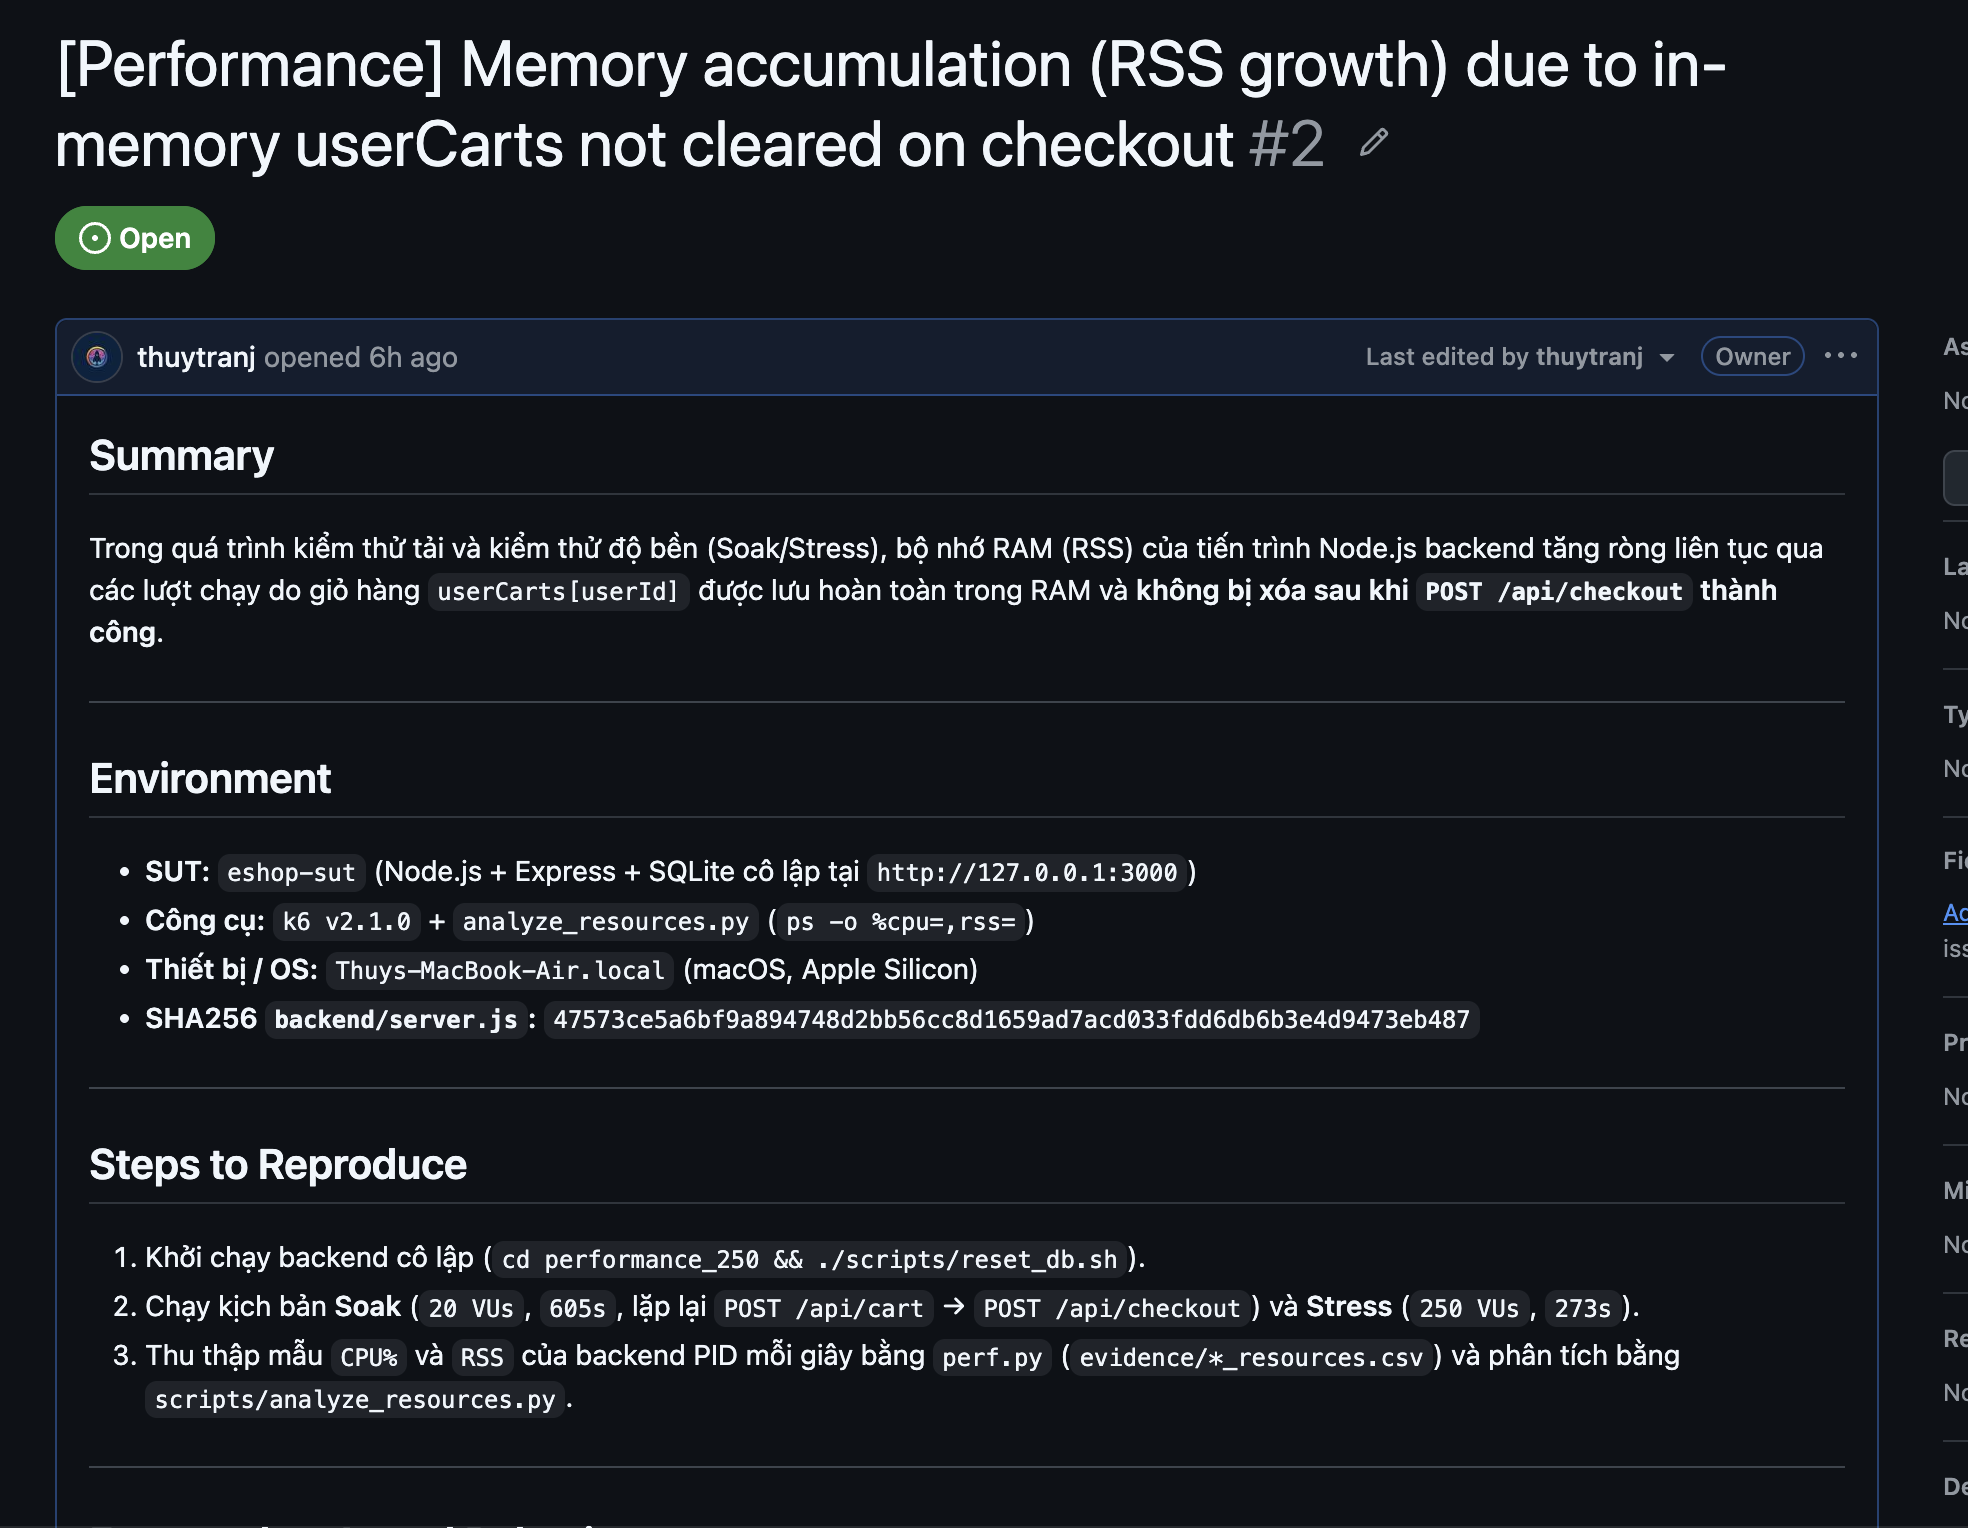 [Performance] Memory accumulation (RSS growth) due to in-
memory userCarts not cleared on checkout #2
Open
thuytranj opened 6h ago
Last edited by thuytranj
Owner
Summary
Trong quá trình kiểm thử tải và kiểm thử độ bền (Soak/Stress), bộ nhớ RAM (RSS) của tiến trình Node.js backend tăng ròng liên tục qua
các lượt chạy do giỏ hàng userCarts[userId] được lưu hoàn toàn trong RAM và không bị xóa sau khi POST /api/checkout thành
công.
Environment
• SUT: eshop-sut (Node.js + Express + SQLite cô lập tại http://127.0.0.1:3000)
• Công cụ: k6 v2.1.0 + analyze_resources.py (ps -o %cpu=,rss=)
• Thiết bị / OS: Thuys-MacBook-Air.local (macOS, Apple Silicon)
• SHA256 backend/server.js: 47573ce5a6bf9a894748d2bb56cc8d1659ad7acd033fdd6db6b3e4d9473eb487
Steps to Reproduce
1. Khởi chạy backend cô lập (cd performance_250 && ./scripts/reset_db.sh).
2. Chạy kịch bản Soak (20 VUs, 605s, lặp lại POST /api/cart → POST /api/checkout) và Stress (250 VUs, 273s).
3. Thu thập mẫu CPU% và RSS của backend PID mỗi giây bằng perf.py (evidence/*_resources.csv) và phân tích bằng
scripts/analyze_resources.py.